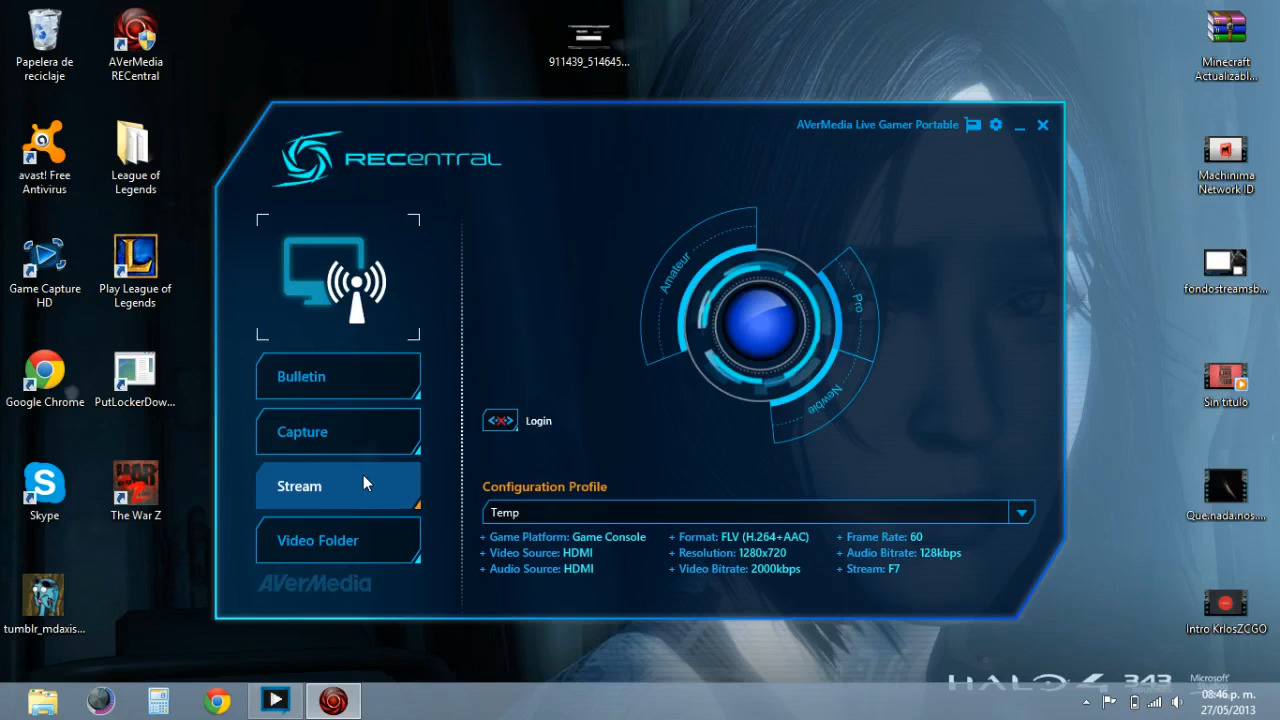 Papelera de
reciclaje
AVerMedia
RECentral
911439_514645...
Minecraft
Actualizabl...
avast! Free
Antivirus
League of
Legends
Machinima
Network ID
Game Capture
HD
Play League of
Legends
fondostreamsb...
Google Chrome
PutLockerDow...
Sin titulo
Skype
The War Z
Que.nada.nos....
tumblr_mdaxis...
Intro KrlosZCGO
AVerMedia Live Gamer Portable
RECENTRAL
Amateur
Pro
Newbie
Bulletin
Capture
Stream
Video Folder
AVerMedia
Login
Configuration Profile
Temp
+ Game Platform: Game Console
+ Format: FLV (H.264+AAC)
+ Frame Rate: 60
+ Video Source: HDMI
+ Resolution: 1280x720
+ Audio Bitrate: 128kbps
+ Audio Source: HDMI
+ Video Bitrate: 2000kbps
+ Stream: F7
HALO 4
343
Microsoft
08:46 p. m.
27/05/2013